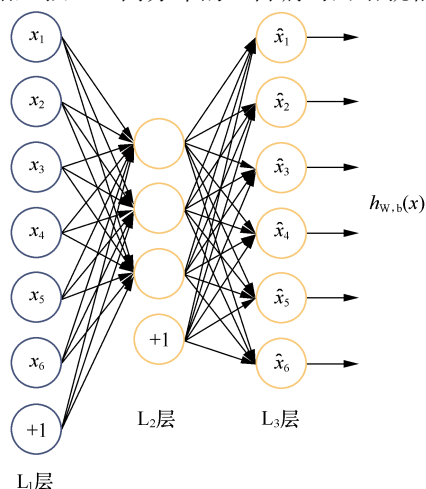 x₁
x₂
x₃
x₄
x₅
x₆
+1
L₁层
+1
L₂层
x̂₁
x̂₂
x̂₃
x̂₄
x̂₅
x̂₆
L₃层
h_{W,b}(x)